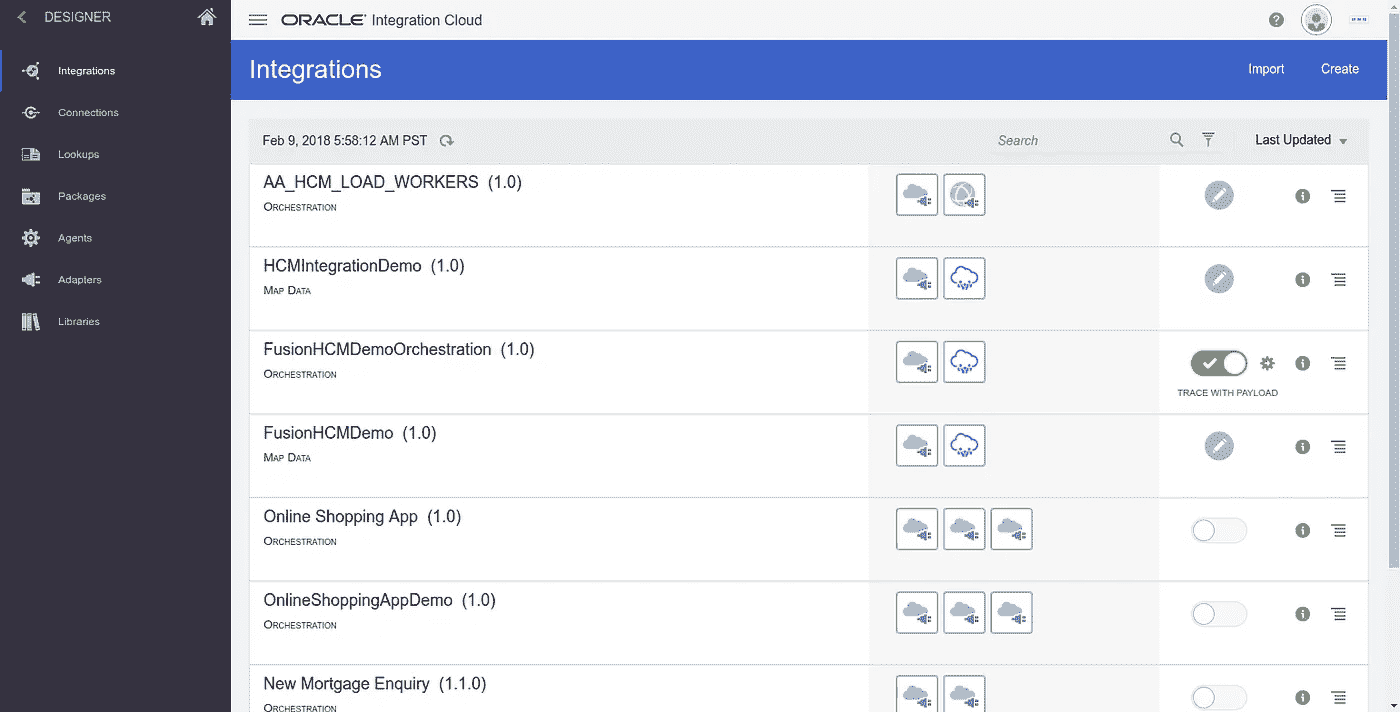 DESIGNER
ORACLE Integration Cloud
Integrations
Connections
Lookups
Packages
Agents
Adapters
Libraries
Integrations
Import
Create
Feb 9, 2018 5:58:12 AM PST
Search
Last Updated
AA_HCM_LOAD_WORKERS (1.0)
ORCHESTRATION
HCMIntegrationDemo (1.0)
MAP DATA
FusionHCMDemoOrchestration (1.0)
ORCHESTRATION
TRACE WITH PAYLOAD
FusionHCMDemo (1.0)
MAP DATA
Online Shopping App (1.0)
ORCHESTRATION
OnlineShoppingAppDemo (1.0)
ORCHESTRATION
New Mortgage Enquiry (1.1.0)
ORCHESTRATION